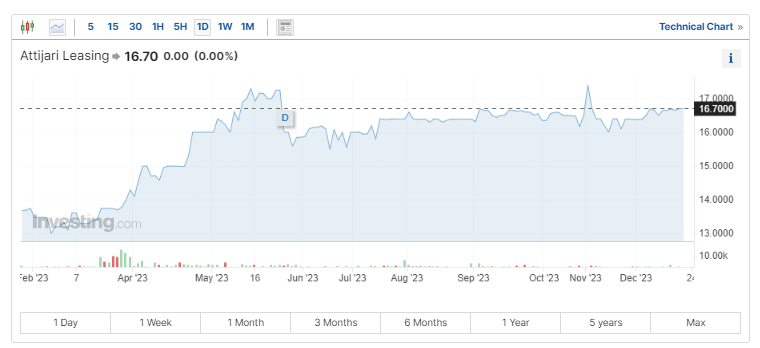 5 15 30 1H 5H 1D 1W 1M Technical Chart »
Attijari Leasing 16.70 0.00 (0.00%)
i
17.0000
16.7000
D
16.0000
15.0000
14.0000
Investing.com
13.0000
10.00k
Feb '23 7 Apr '23 May '23 16 Jun '23 Jul '23 Aug '23 Sep '23 Oct '23 Nov '23 Dec '23 24
1 Day 1 Week 1 Month 3 Months 6 Months 1 Year 5 years Max